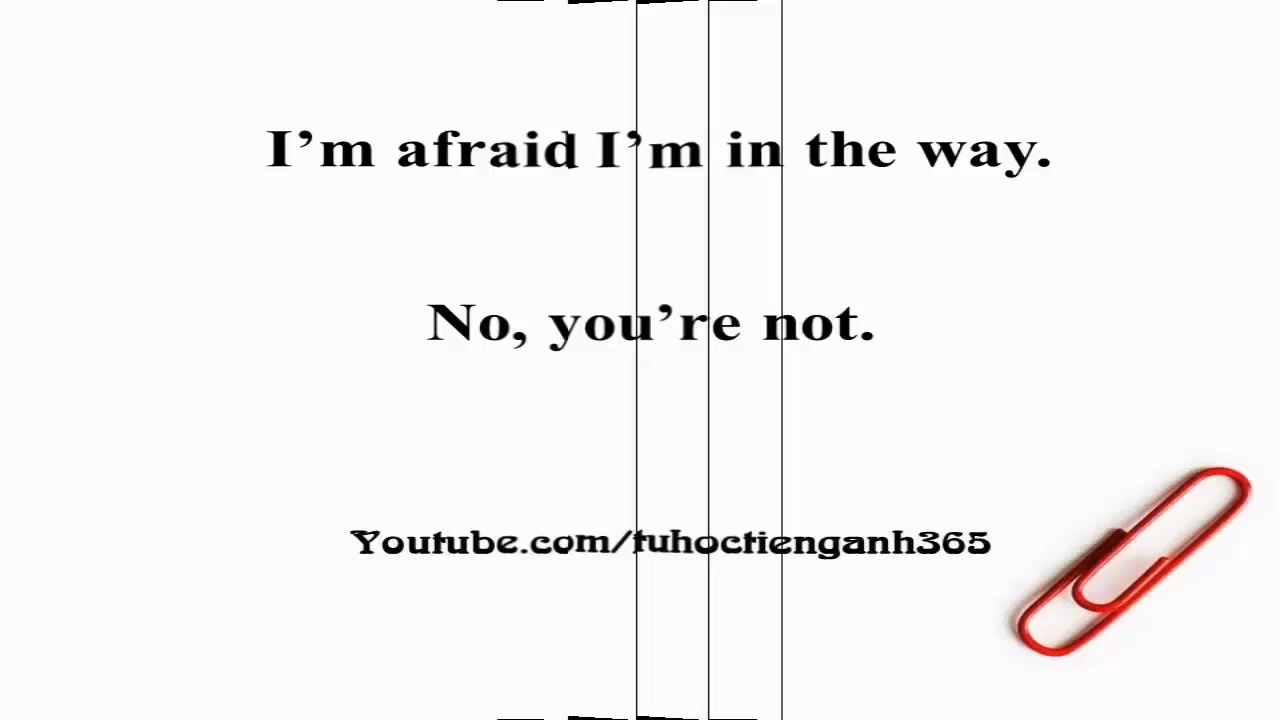 I’m afraid I’m in the way.
No, you’re not.
Youtube.com/tuhoctienganh365